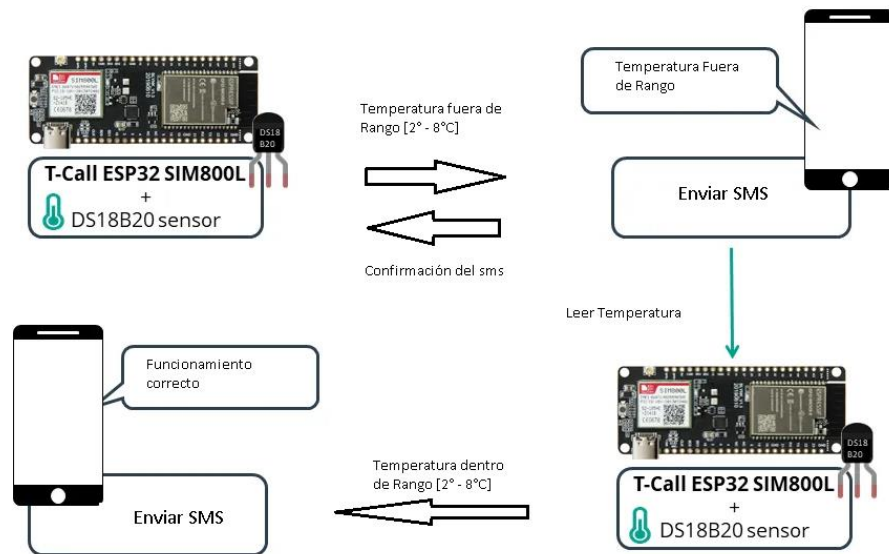 SIM800L
DS18
B20
T-Call ESP32 SIM800L
+
DS18B20 sensor
Temperatura fuera de
Rango [2° - 8°C]
Confirmación del sms
Temperatura Fuera
de Rango
Enviar SMS
Leer Temperatura
SIM800L
DS18
B20
T-Call ESP32 SIM800L
+
DS18B20 sensor
Temperatura dentro
de Rango [2° - 8°C]
Funcionamiento
correcto
Enviar SMS